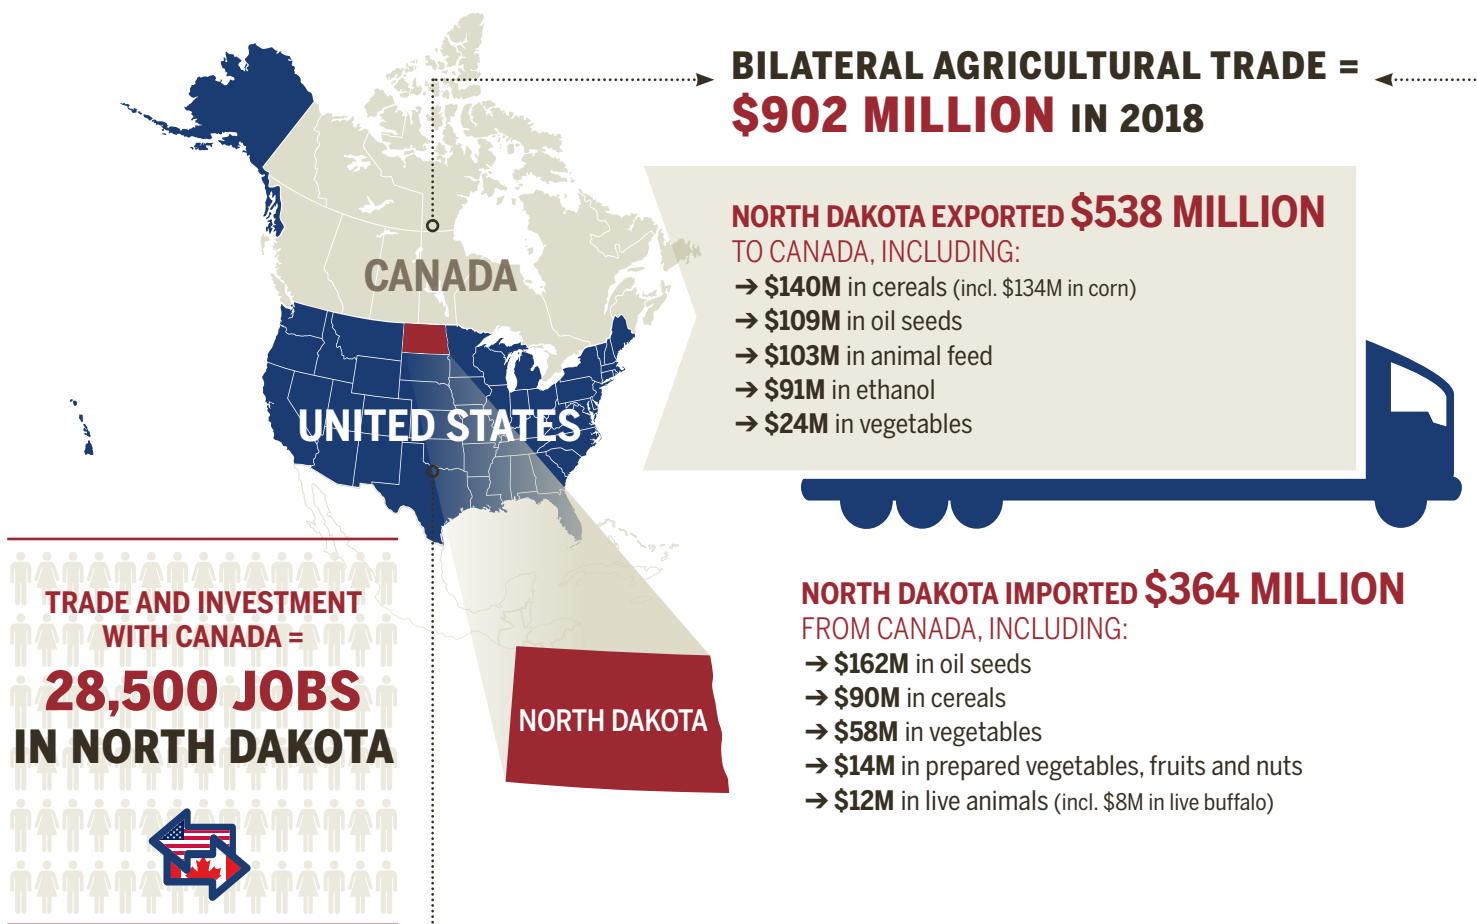 BILATERAL AGRICULTURAL TRADE =
$902 MILLION IN 2018
NORTH DAKOTA EXPORTED $538 MILLION
TO CANADA, INCLUDING:
➔ $140M in cereals (incl. $134M in corn)
➔ $109M in oil seeds
➔ $103M in animal feed
➔ $91M in ethanol
➔ $24M in vegetables
CANADA
UNITED STATES
NORTH DAKOTA IMPORTED $364 MILLION
FROM CANADA, INCLUDING:
➔ $162M in oil seeds
➔ $90M in cereals
➔ $58M in vegetables
➔ $14M in prepared vegetables, fruits and nuts
➔ $12M in live animals (incl. $8M in live buffalo)
NORTH DAKOTA
TRADE AND INVESTMENT
WITH CANADA =
28,500 JOBS
IN NORTH DAKOTA